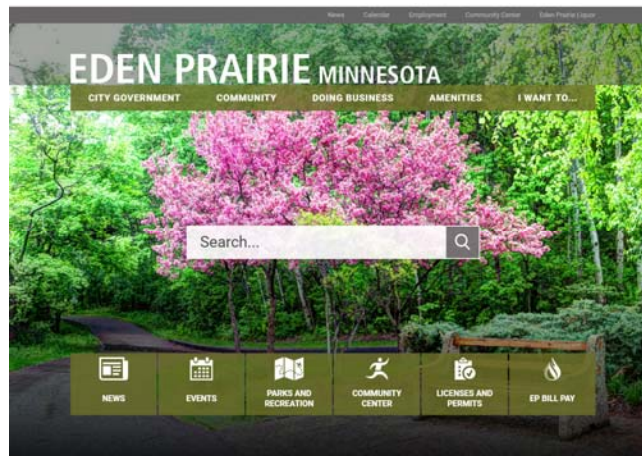 News Calendar Employment Community Center Eden Prairie Liquor
EDEN PRAIRIE MINNESOTA
CITY GOVERNMENT COMMUNITY DOING BUSINESS AMENITIES I WANT TO...
Search...
NEWS
EVENTS
PARKS AND
RECREATION
COMMUNITY
CENTER
LICENSES AND
PERMITS
EP BILL PAY